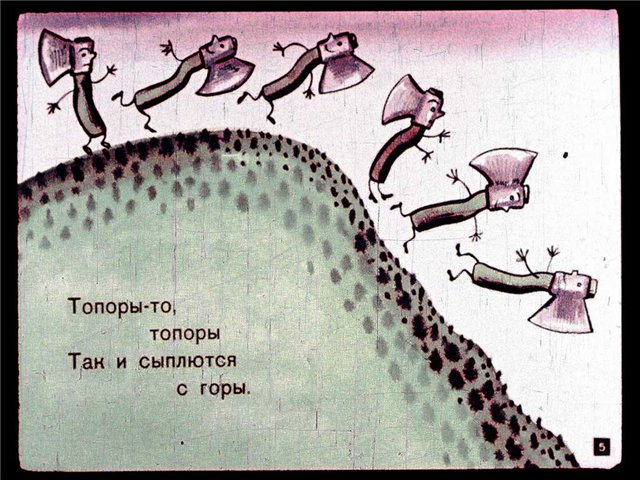 Топоры-то,
топоры
Так и сыплются
с горы.
5